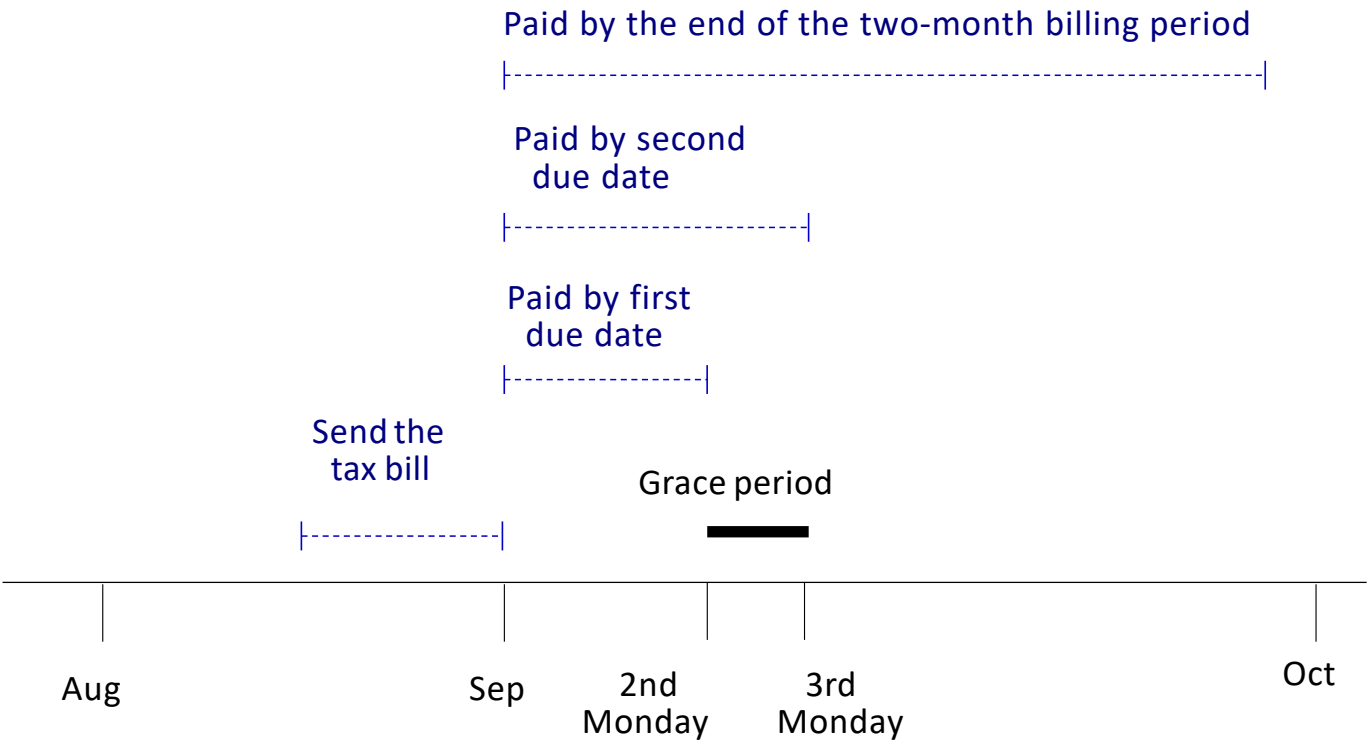 Paid by the end of the two-month billing period
Paid by second
due date
Paid by first
due date
Send the
tax bill
Grace period
Aug
Sep
2nd
Monday
3rd
Monday
Oct